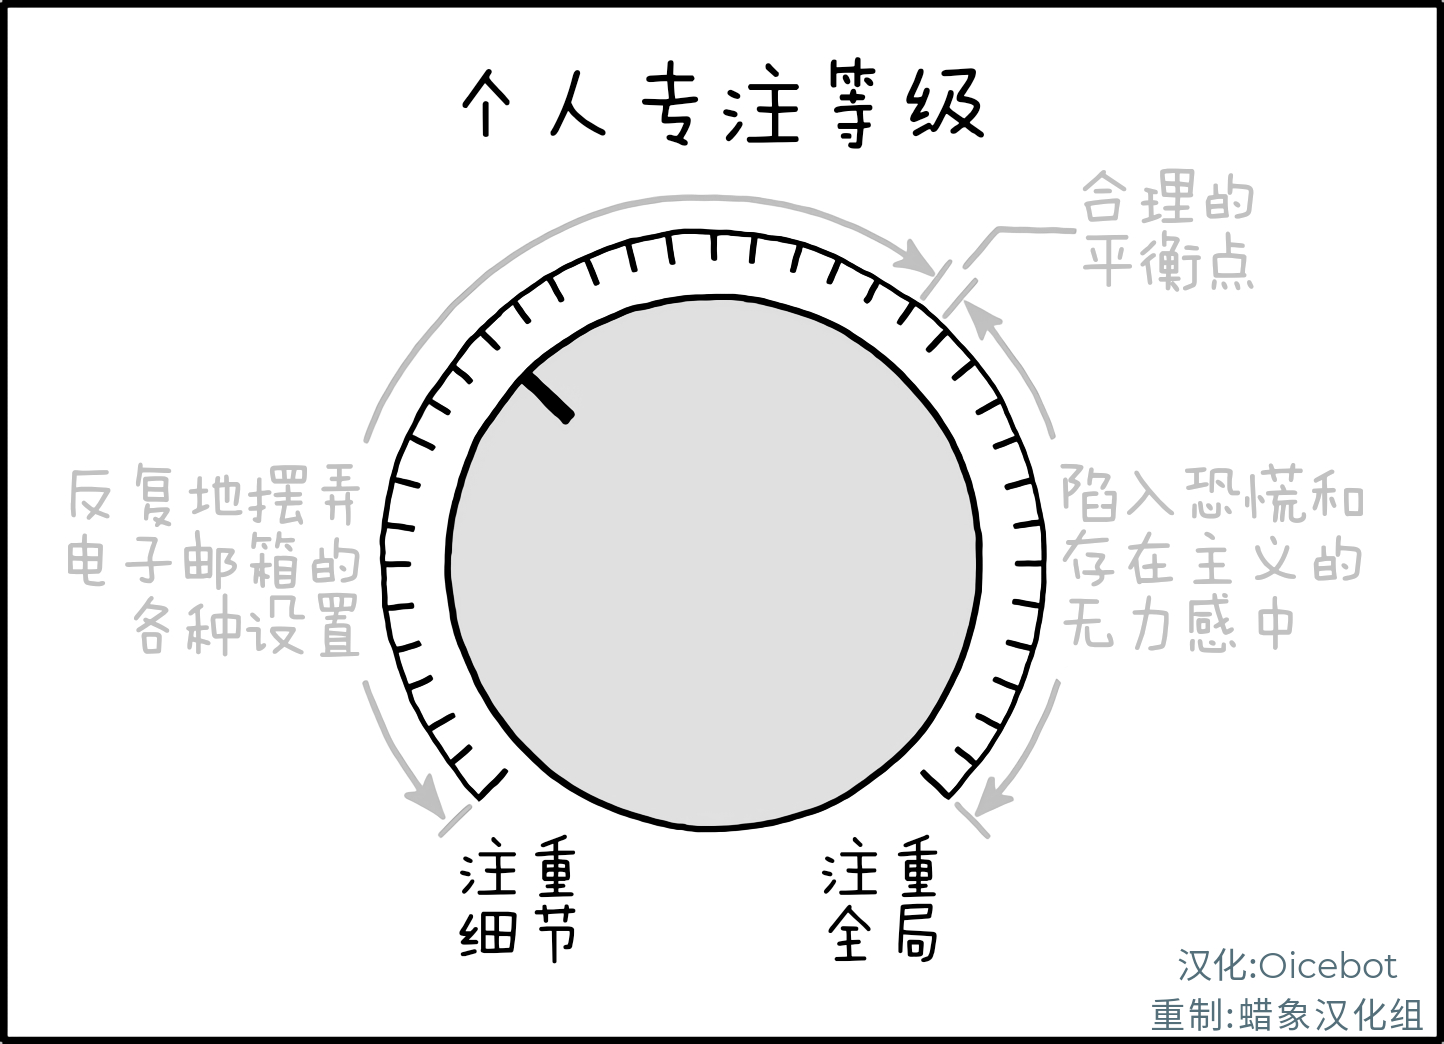 个人专注等级
合理的
平衡点
反复地摆弄
电子邮箱的
各种设置
陷入恐慌和
存在主义的
无力感中
注重
细节
注重
全局
汉化:Oicebot
重制:蜡象汉化组